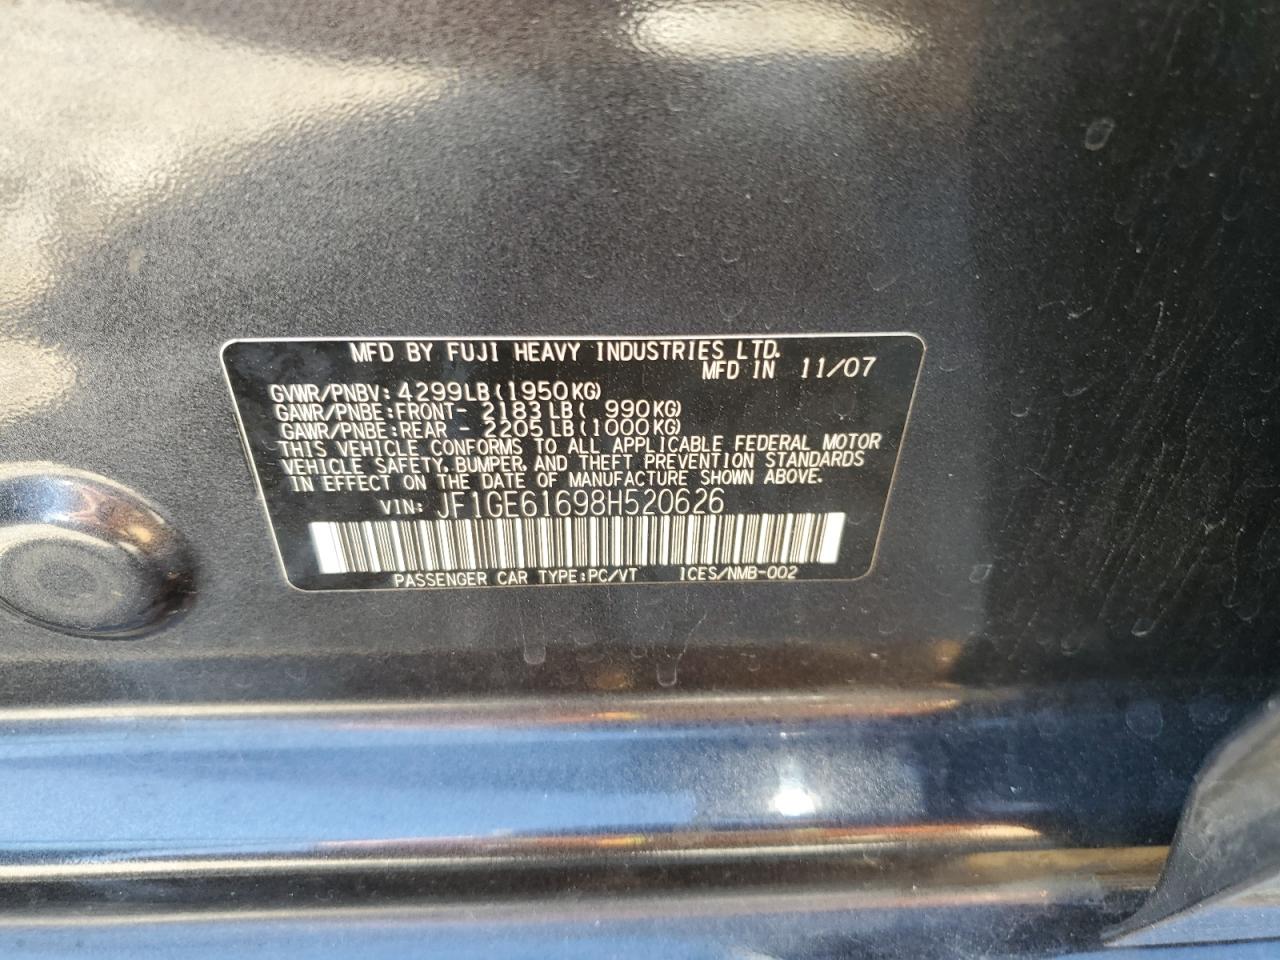 MFD BY FUJI HEAVY INDUSTRIES LTD.
MFD IN 11/07
GVWR/PNBV: 4299LB(1950KG)
GAWR/PNBE:FRONT- 2183LB( 990KG)
GAWR/PNBE:REAR - 2205LB(1000KG)
THIS VEHICLE CONFORMS TO ALL APPLICABLE FEDERAL MOTOR
VEHICLE SAFETY, BUMPER, AND THEFT PREVENTION STANDARDS
IN EFFECT ON THE DATE OF MANUFACTURE SHOWN ABOVE.
VIN: JF1GE61698H520626
PASSENGER CAR TYPE:PC/VT ICES/NMB-002